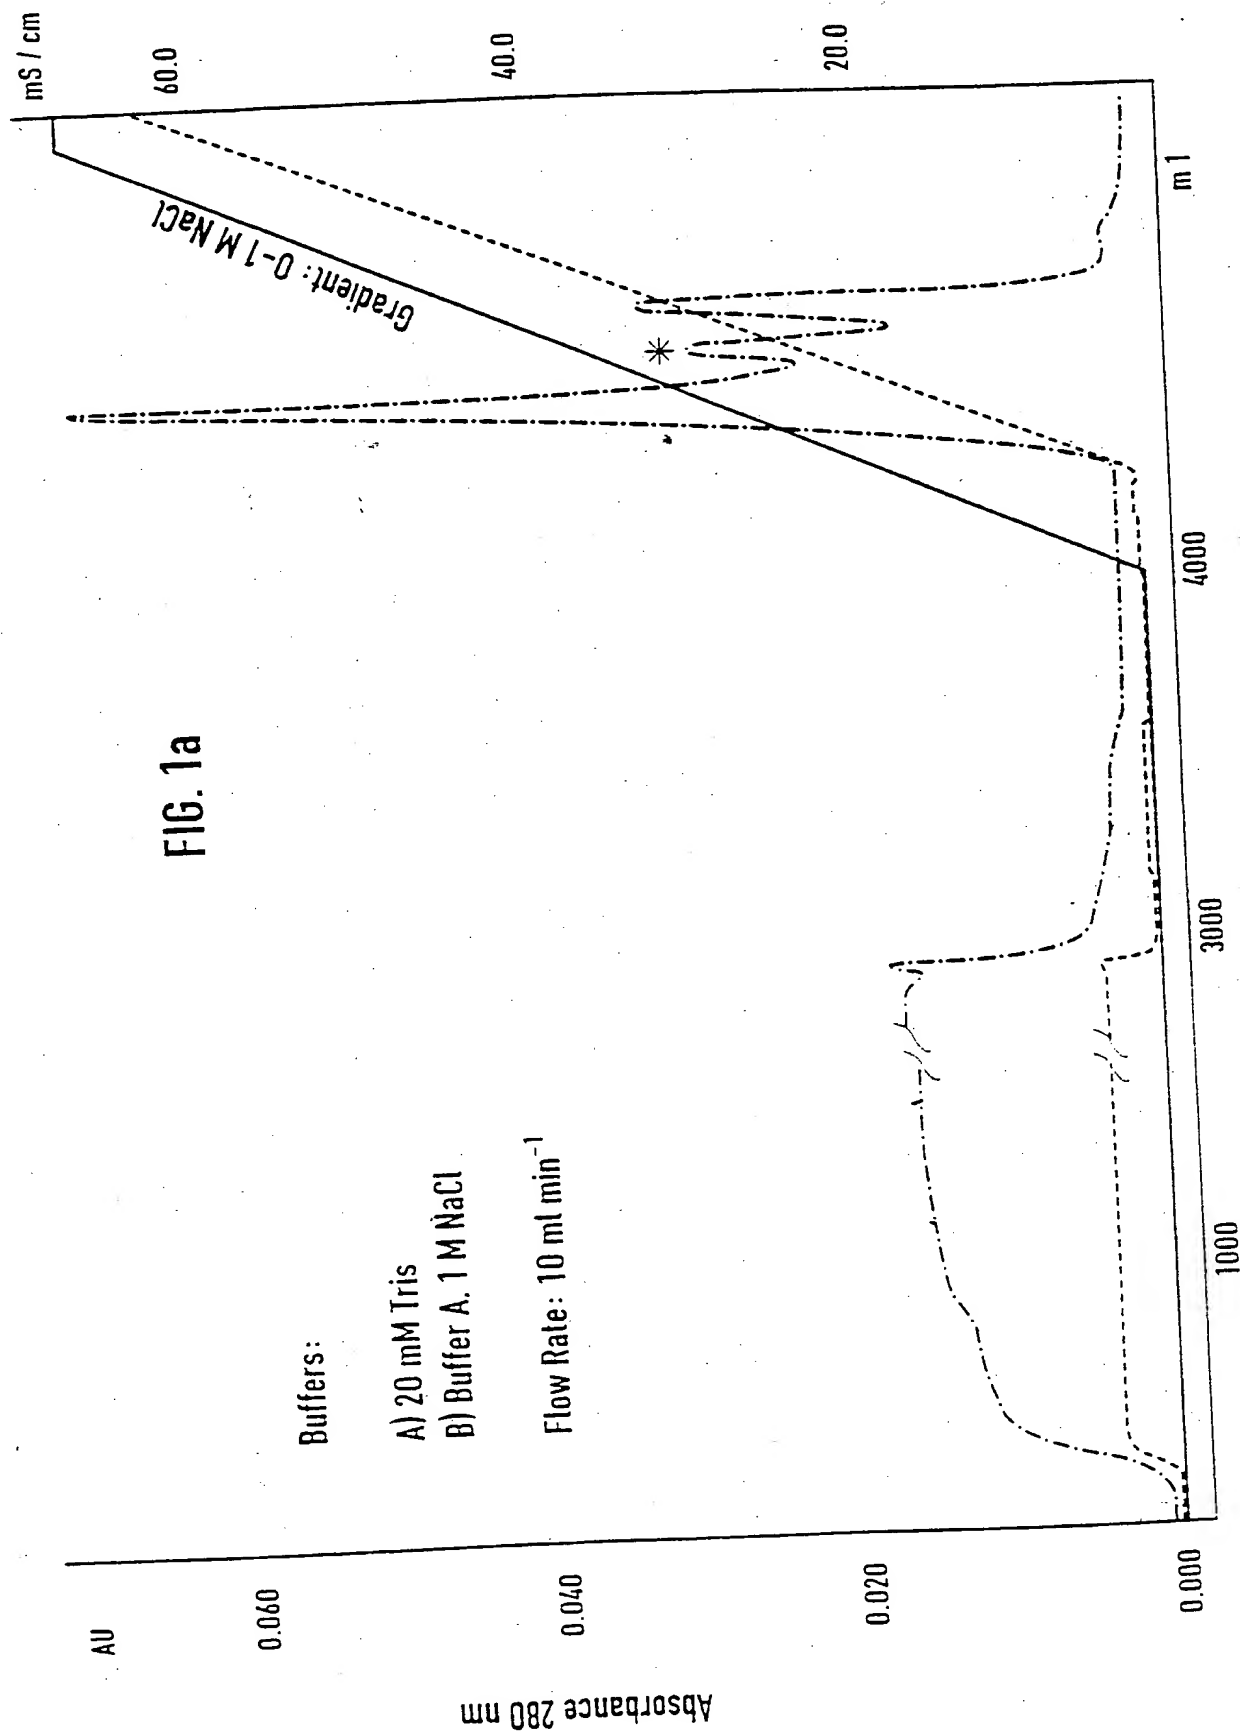 FIG. 1a
AU
0.060
0.040
0.020
0.000
Absorbance 280 nm
Buffers:
A) 20 mM Tris
B) Buffer A, 1 M NaCl
Flow Rate: 10 ml min⁻¹
Gradient: 0-1 M NaCl
*
mS / cm
60.0
40.0
20.0
1000
3000
4000
ml